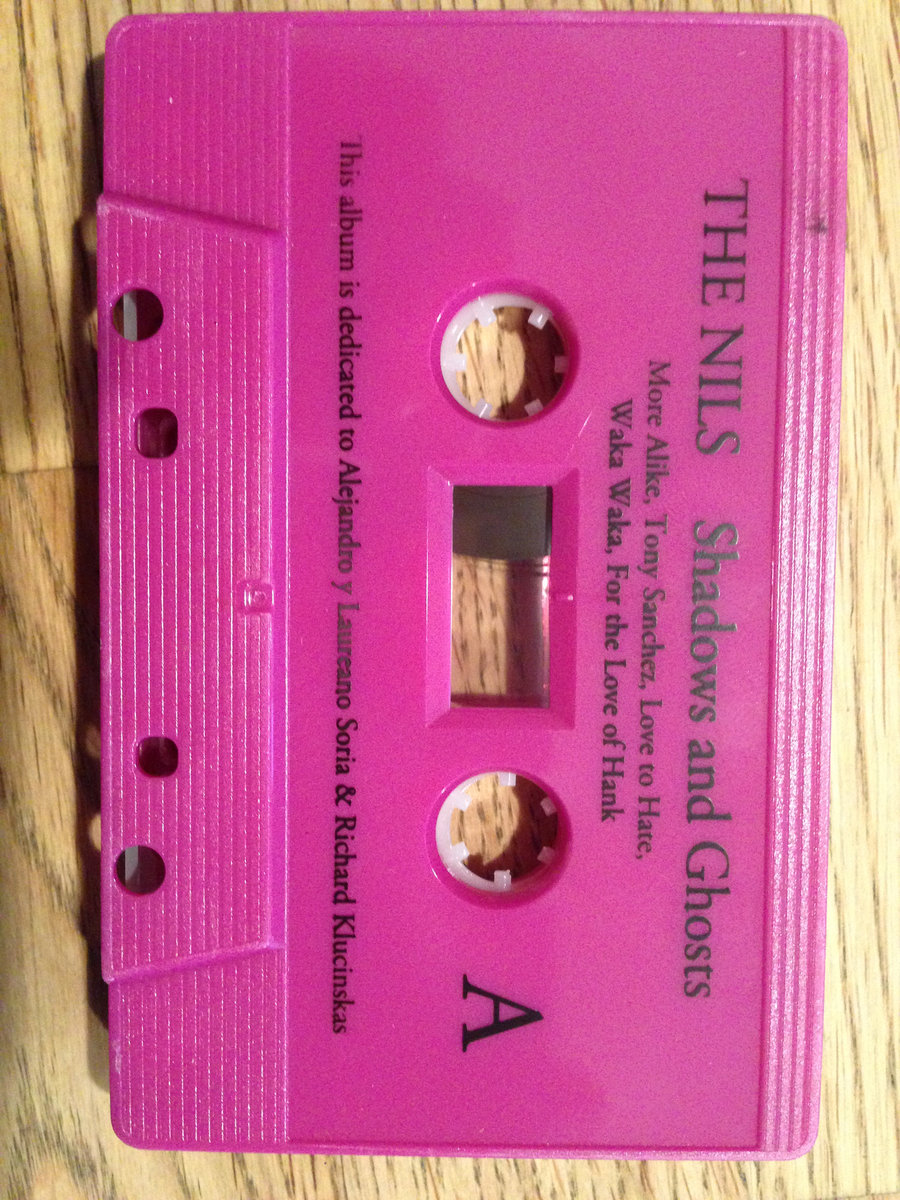 THE NILS Shadows and Ghosts
More Alike, Tony Sanchez, Love to Hate,
Waka Waka, For the Love of Hank
A
This album is dedicated to Alejandro y Laureano Soria & Richard Klucinskas